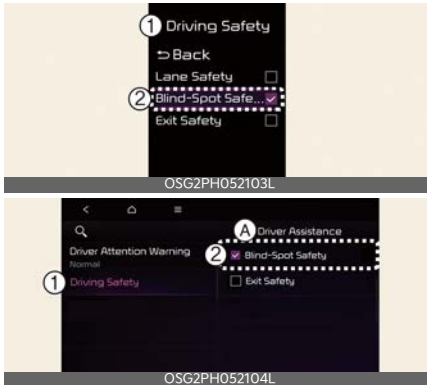 1 Driving Safety
Back
Lane Safety
2 Blind-Spot Safe...
Exit Safety
OSG2PH052103L
A Driver Assistance
Driver Attention Warning
Normal
2 Blind-Spot Safety
1 Driving Safety
Exit Safety
OSG2PH052104L